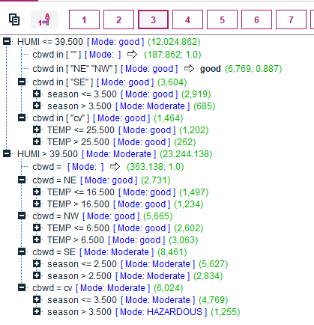 1 2 3 4 5 6 7
HUMI <= 39.500 [ Mode: good ] (12,024.862)
cbwd in [ "" ] [ Mode: ] ⇨ (187.862; 1.0)
cbwd in [ "NE" "NW" ] [ Mode: good ] ⇨ good (6,769; 0.887)
cbwd in [ "SE" ] [ Mode: good ] (3,604)
season <= 3.500 [ Mode: good ] (2,919)
season > 3.500 [ Mode: Moderate ] (685)
cbwd in [ "cv" ] [ Mode: good ] (1,464)
TEMP <= 25.500 [ Mode: good ] (1,202)
TEMP > 25.500 [ Mode: good ] (262)
HUMI > 39.500 [ Mode: Moderate ] (23,244.138)
cbwd = [ Mode: ] ⇨ (363.138; 1.0)
cbwd = NE [ Mode: good ] (2,731)
TEMP <= 16.500 [ Mode: good ] (1,497)
TEMP > 16.500 [ Mode: good ] (1,234)
cbwd = NW [ Mode: good ] (5,665)
TEMP <= 6.500 [ Mode: good ] (2,602)
TEMP > 6.500 [ Mode: good ] (3,063)
cbwd = SE [ Mode: Moderate ] (8,461)
season <= 2.500 [ Mode: Moderate ] (5,627)
season > 2.500 [ Mode: Moderate ] (2,834)
cbwd = cv [ Mode: Moderate ] (6,024)
season <= 3.500 [ Mode: Moderate ] (4,769)
season > 3.500 [ Mode: HAZARDOUS ] (1,255)